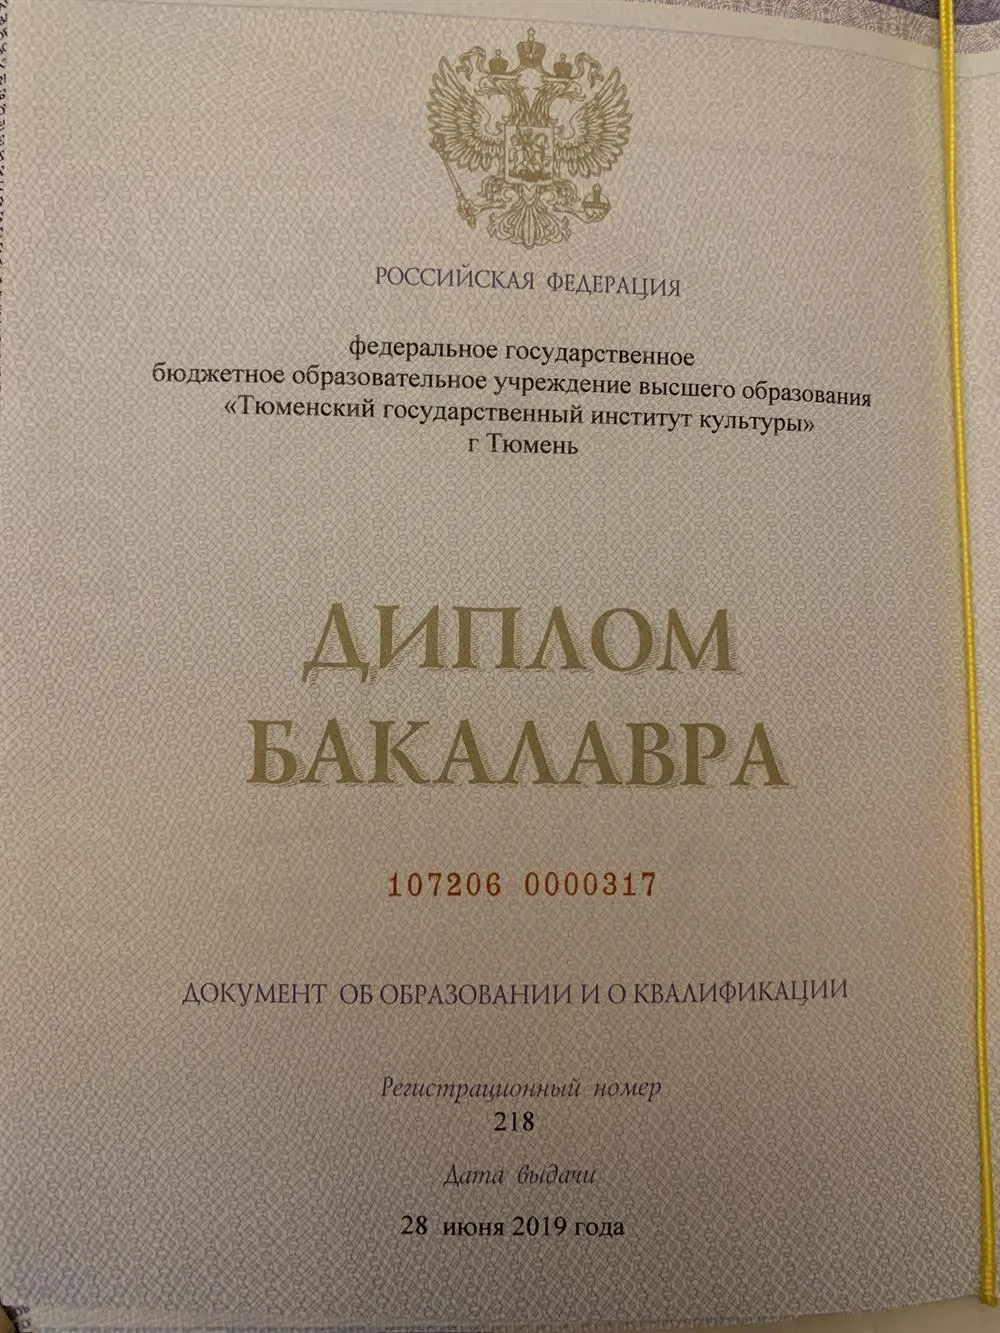 РОССИЙСКАЯ ФЕДЕРАЦИЯ
федеральное государственное
бюджетное образовательное учреждение высшего образования
«Тюменский государственный институт культуры»
г Тюмень
ДИПЛОМ
БАКАЛАВРА
107206 0000317
ДОКУМЕНТ ОБ ОБРАЗОВАНИИ И О КВАЛИФИКАЦИИ
Регистрационный номер
218
Дата выдачи
28 июня 2019 года